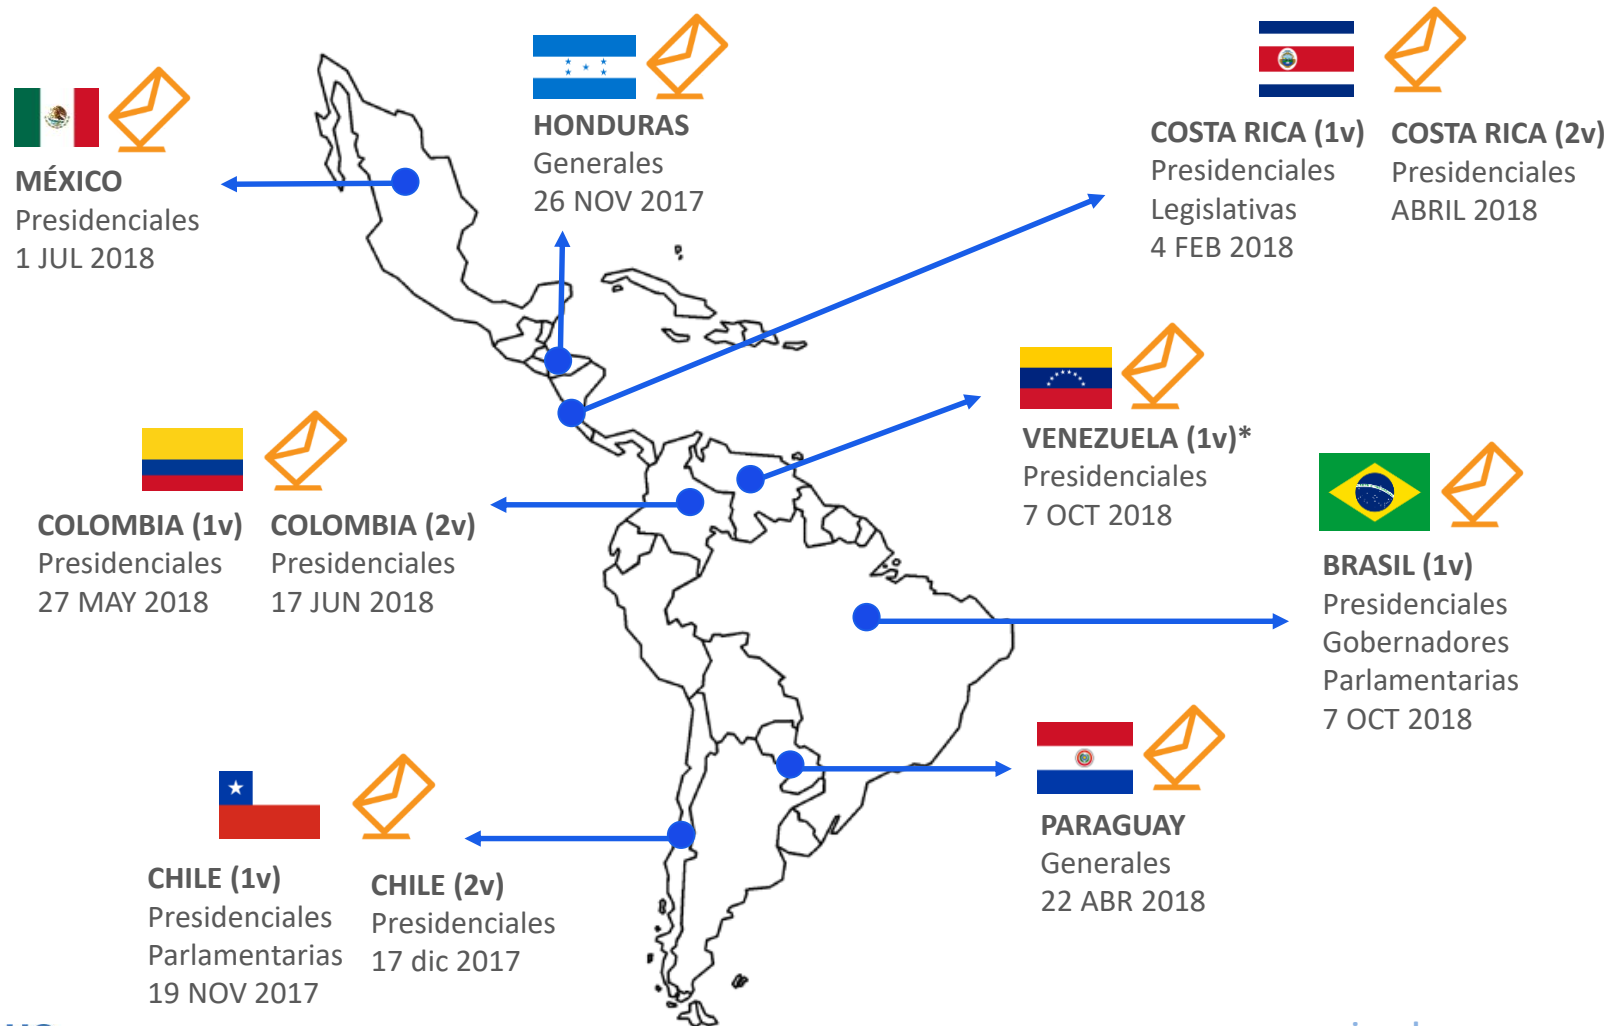 MÉXICO
Presidenciales
1 JUL 2018
HONDURAS
Generales
26 NOV 2017
COSTA RICA (1v)
Presidenciales
Legislativas
4 FEB 2018
COSTA RICA (2v)
Presidenciales
ABRIL 2018
VENEZUELA (1v)*
Presidenciales
7 OCT 2018
COLOMBIA (1v)
Presidenciales
27 MAY 2018
COLOMBIA (2v)
Presidenciales
17 JUN 2018
BRASIL (1v)
Presidenciales
Gobernadores
Parlamentarias
7 OCT 2018
PARAGUAY
Generales
22 ABR 2018
CHILE (1v)
Presidenciales
Parlamentarias
19 NOV 2017
CHILE (2v)
Presidenciales
17 dic 2017